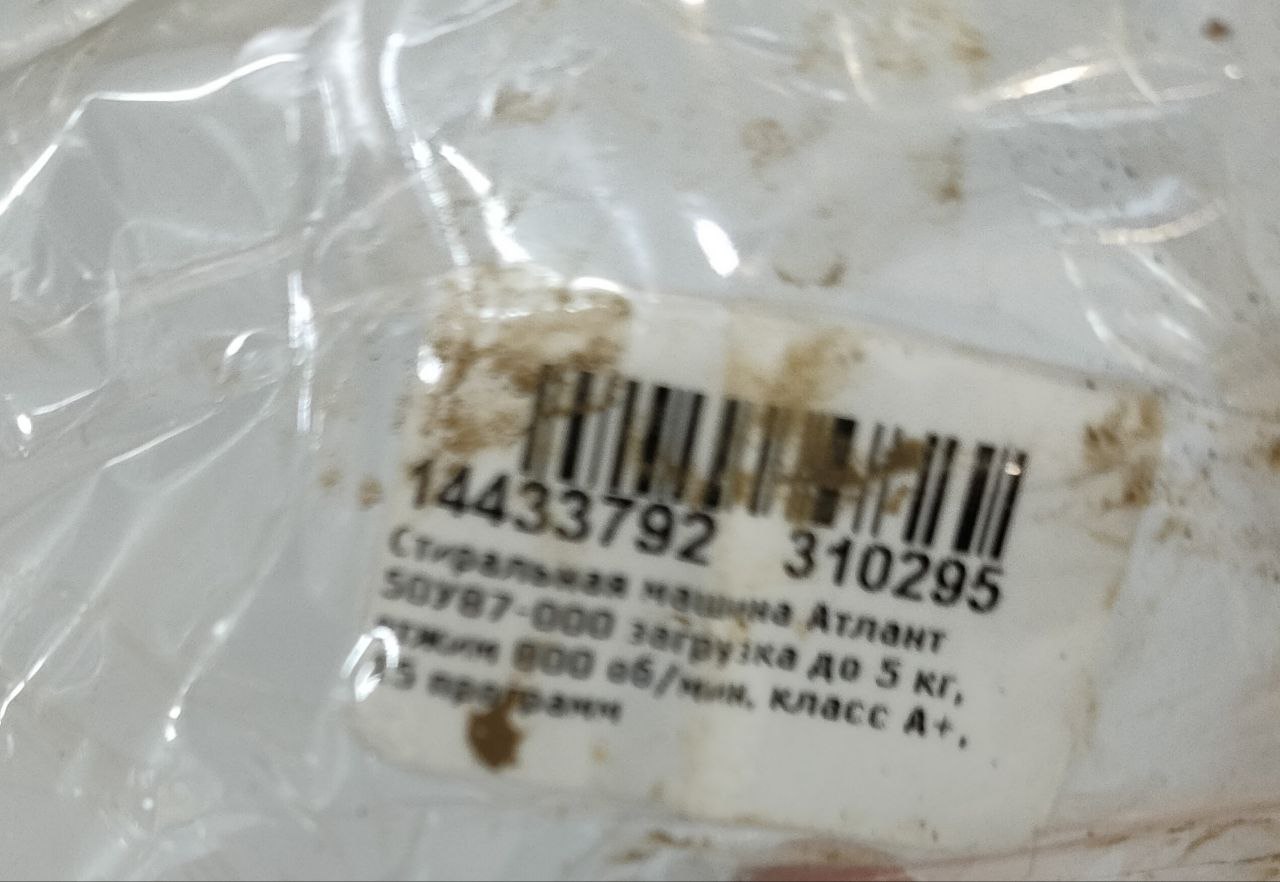 14433792 310295
Стиральная машина Атлант
50У87-000 загрузка до 5 кг,
отжим 800 об/мин, класс А+,
15 программ